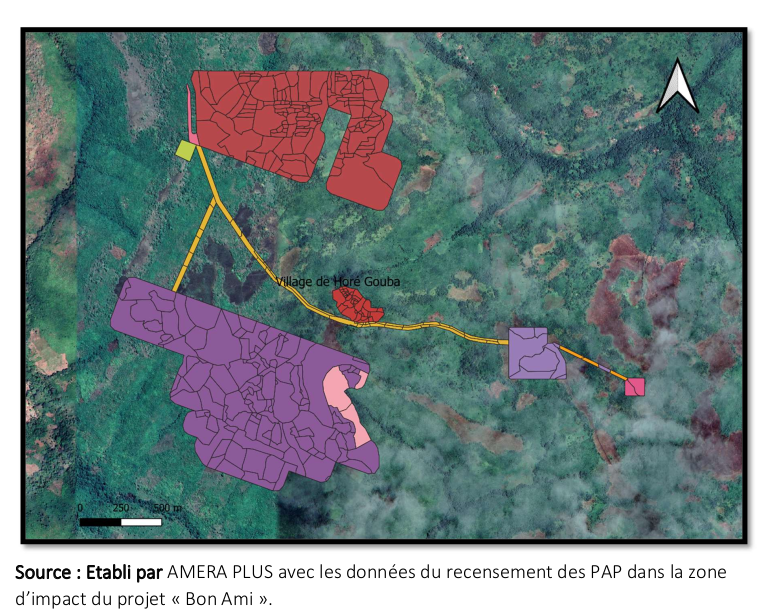 Village de Horé Gouba
0 250 500 m
Source : Etabli par AMERA PLUS avec les données du recensement des PAP dans la zone
d’impact du projet « Bon Ami ».